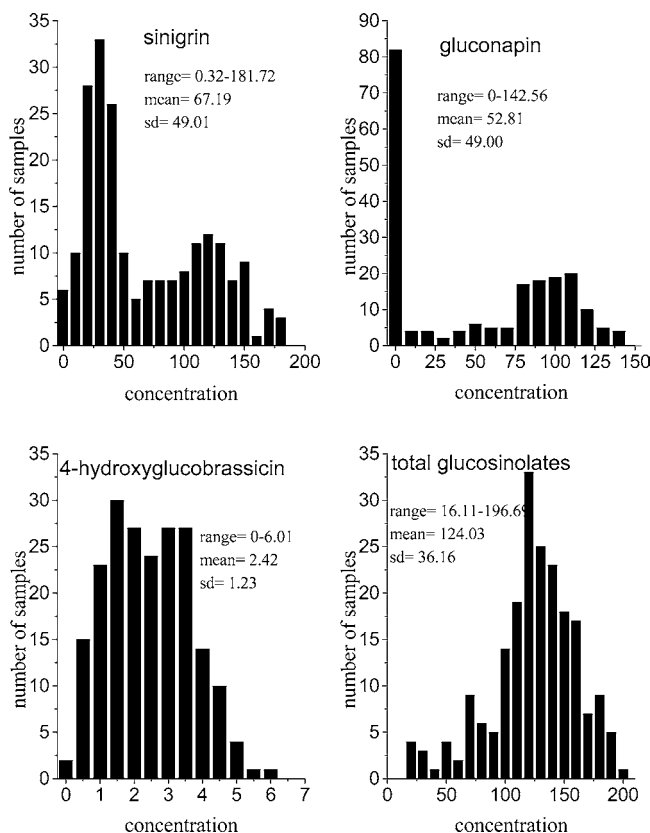 sinigrin
range= 0.32-181.72
mean= 67.19
sd= 49.01
number of samples
35
30
25
20
15
10
5
0
0 50 100 150 200
concentration
gluconapin
range= 0-142.56
mean= 52.81
sd= 49.00
number of samples
90
80
70
60
50
40
30
20
10
0
0 25 50 75 100 125 150
concentration
4-hydroxyglucobrassicin
range= 0-6.01
mean= 2.42
sd= 1.23
number of samples
35
30
25
20
15
10
5
0
0 1 2 3 4 5 6 7
concentration
total glucosinolates
range= 16.11-196.69
mean= 124.03
sd= 36.16
number of samples
35
30
25
20
15
10
5
0
0 50 100 150 200
concentration